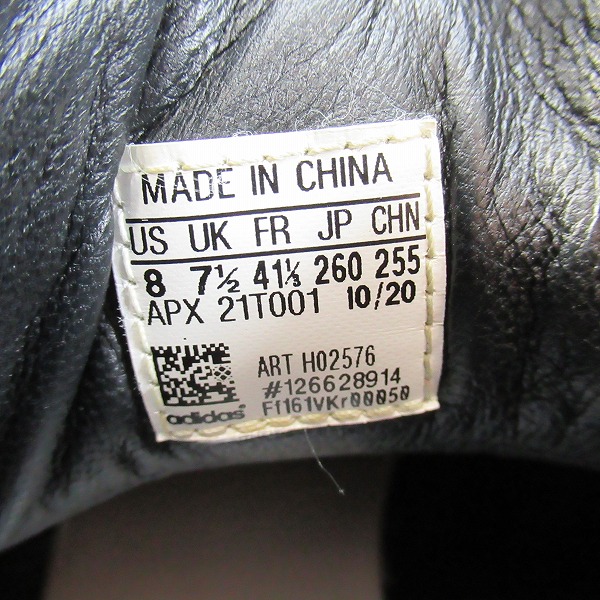 MADE IN CHINA
US UK FR JP CHN
8 7½ 41⅓ 260 255
APX 21T001 10/20
ART H02576
#126628914
adidas F1161VKr00050